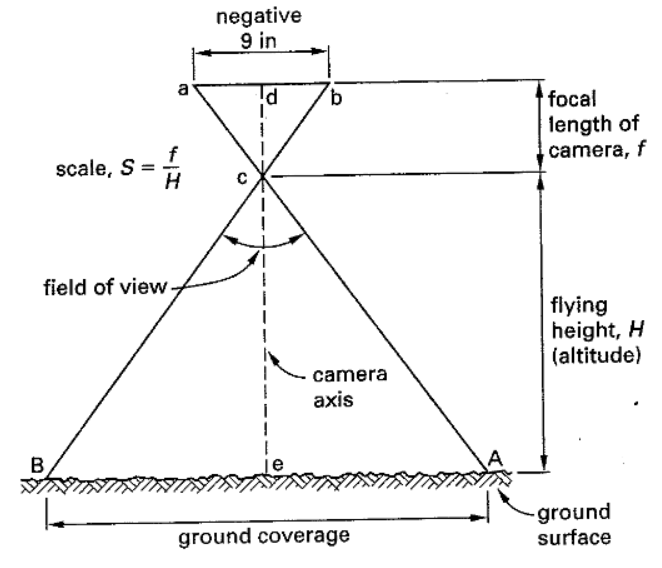 negative
9 in
a
d
b
focal
length of
camera, f
scale, S = f/H
c
field of view
flying
height, H
(altitude)
camera
axis
B
e
A
ground coverage
ground
surface